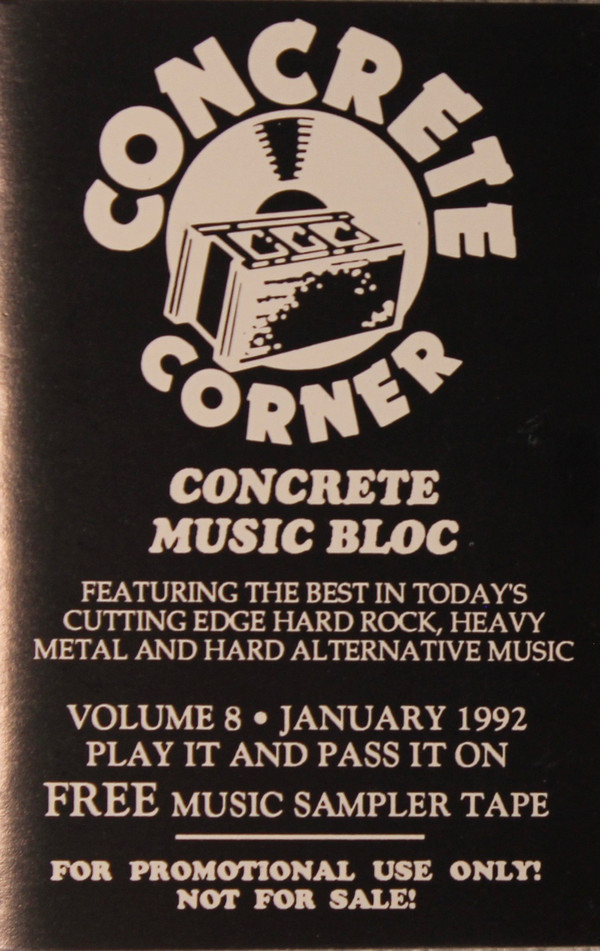 CONCRETE
CCC
CORNER
CONCRETE
MUSIC BLOC
FEATURING THE BEST IN TODAY'S
CUTTING EDGE HARD ROCK, HEAVY
METAL AND HARD ALTERNATIVE MUSIC
VOLUME 8 • JANUARY 1992
PLAY IT AND PASS IT ON
FREE MUSIC SAMPLER TAPE
FOR PROMOTIONAL USE ONLY!
NOT FOR SALE!